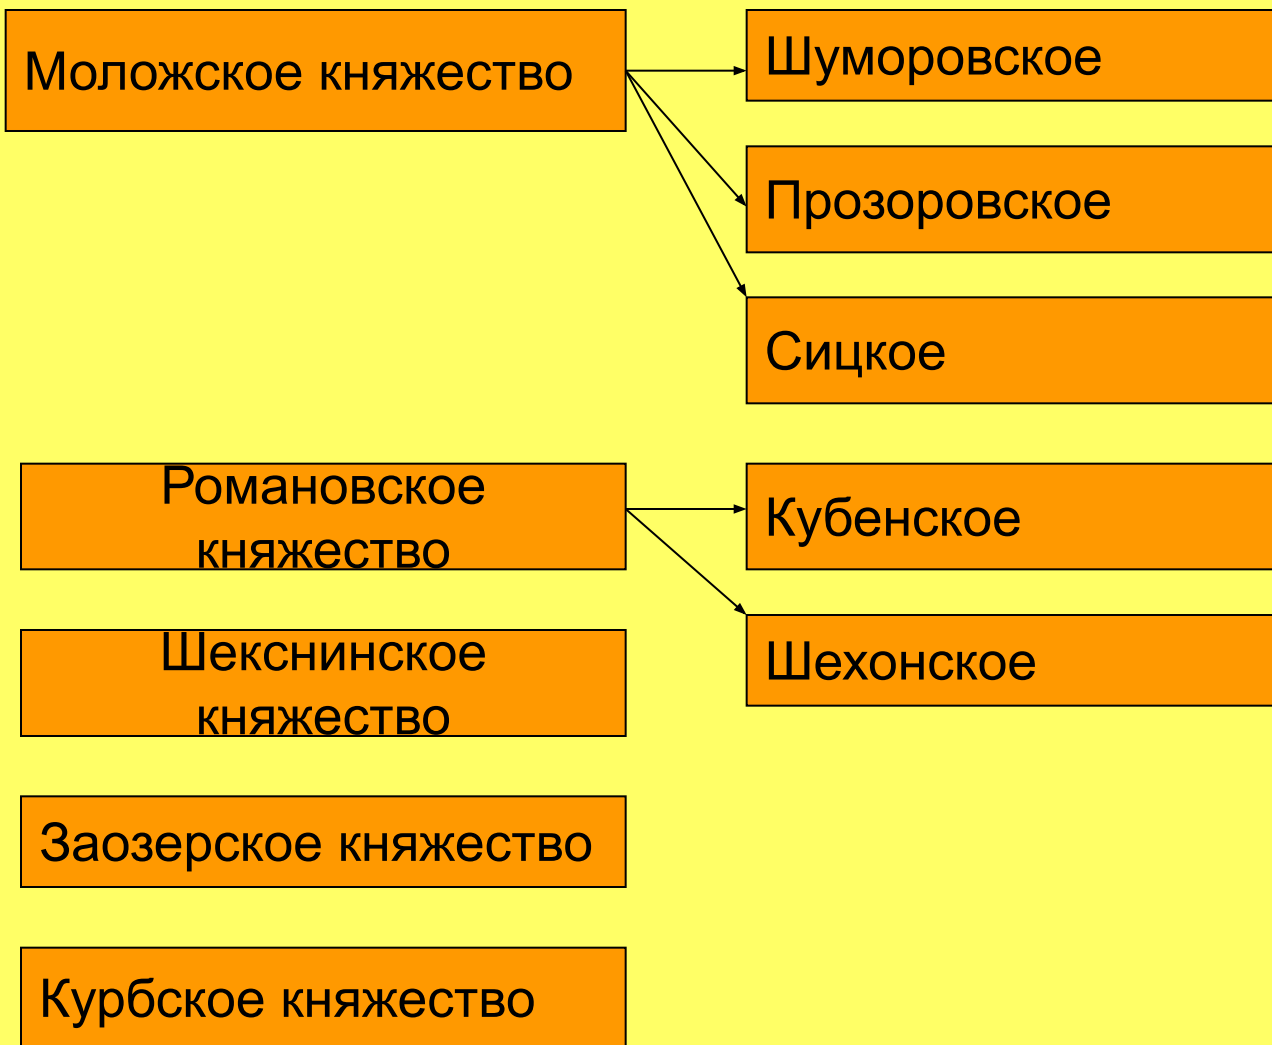 Моложское княжество
Шуморовское
Прозоровское
Сицкое
Романовское
княжество
Кубенское
Шехонское
Шекснинское
княжество
Заозерское княжество
Курбское княжество